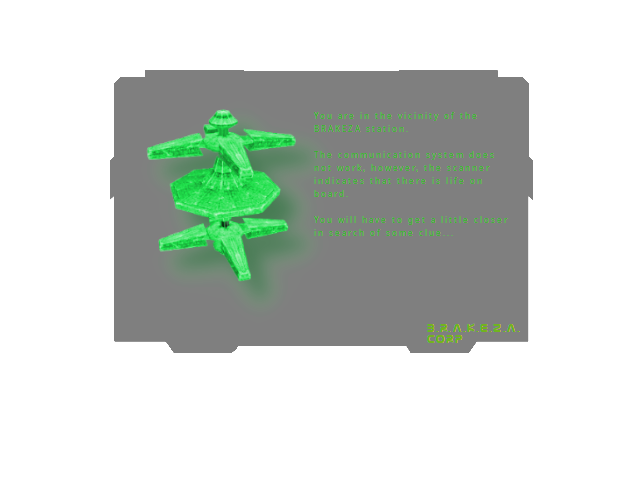 You are in the vicinity of the
BRAKERA station.
The communication system does
not work, however, the scanner
indicates that there is life on
board.
You will have to get a little closer
in search of some clue...
B.R.A.K.E.R.A.
CORP